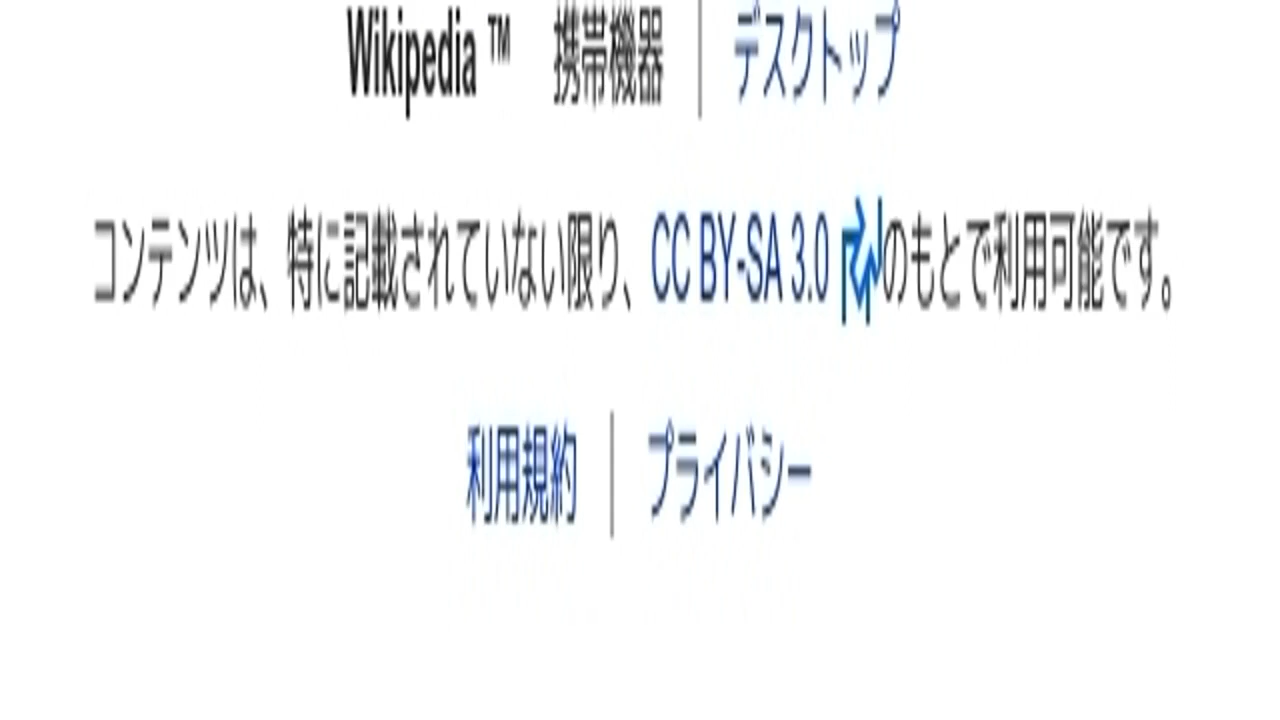 Wikipedia ™ 携帯機器 | デスクトップ
コンテンツは、特に記載されていない限り、CC BY-SA 3.0 のもとで利用可能です。
利用規約 | プライバシー